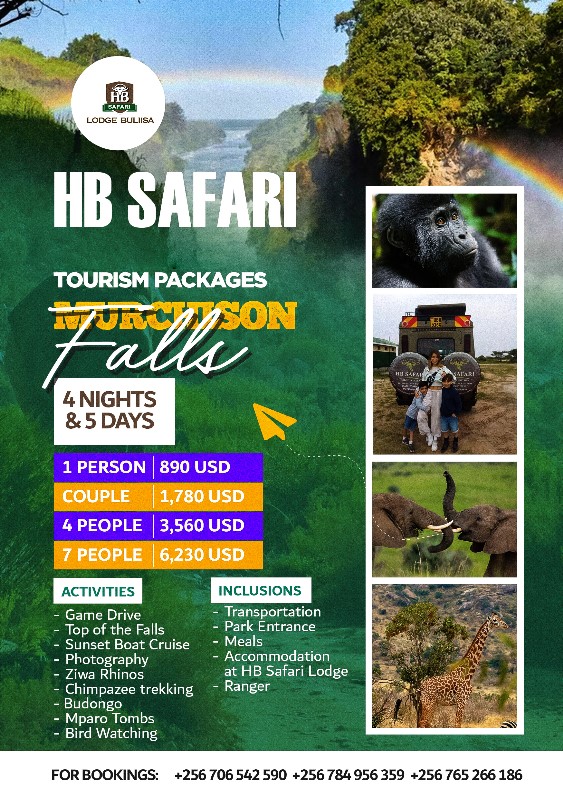 HB
SAFARI
LODGE BULIISA
HB SAFARI
TOURISM PACKAGES
MURCHISON
Falls
4 NIGHTS
& 5 DAYS
1 PERSON 890 USD
COUPLE 1,780 USD
4 PEOPLE 3,560 USD
7 PEOPLE 6,230 USD
ACTIVITIES
- Game Drive
- Top of the Falls
- Sunset Boat Cruise
- Photography
- Ziwa Rhinos
- Chimpazee trekking
- Budongo
- Mparo Tombs
- Bird Watching
INCLUSIONS
- Transportation
- Park Entrance
- Meals
- Accommodation
at HB Safari Lodge
- Ranger
HB SAFARI
SAFARI
FOR BOOKINGS: +256 706 542 590 +256 784 956 359 +256 765 266 186